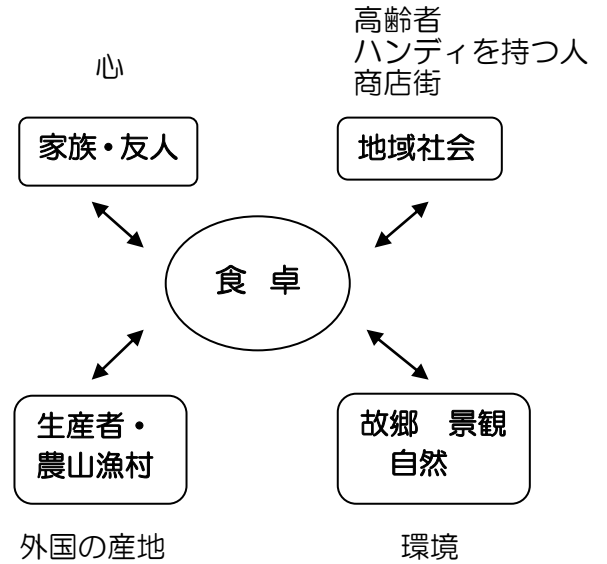 心
高齢者
ハンディを持つ人
商店街
家族・友人
地域社会
食 卓
生産者・
農山漁村
故郷　景観
自然
外国の産地
環境